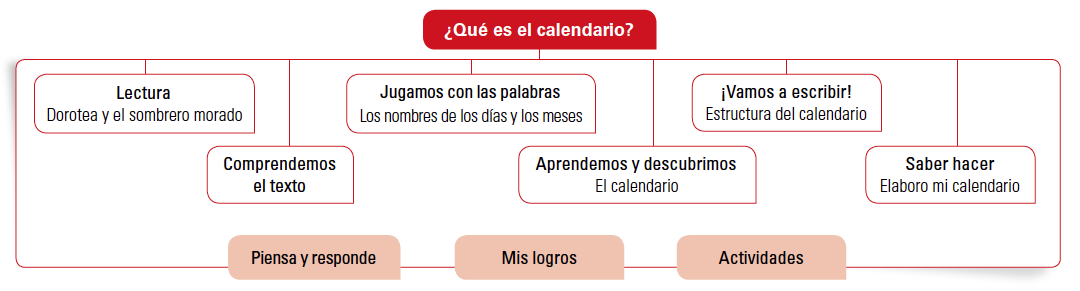 ¿Qué es el calendario?
Lectura
Dorotea y el sombrero morado
Comprendemos
el texto
Jugamos con las palabras
Los nombres de los días y los meses
Aprendemos y descubrimos
El calendario
¡Vamos a escribir!
Estructura del calendario
Saber hacer
Elaboro mi calendario
Piensa y responde
Mis logros
Actividades